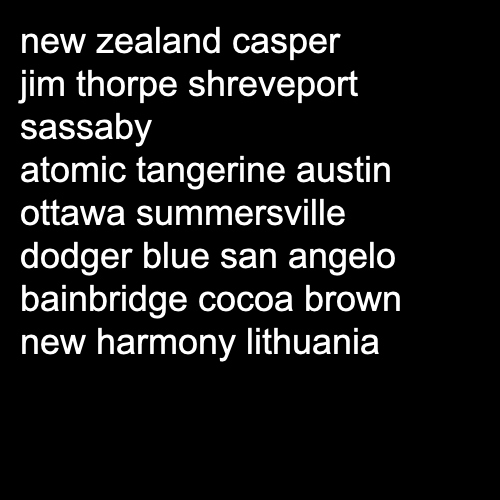 new zealand casper
jim thorpe shreveport
sassaby
atomic tangerine austin
ottawa summersville
dodger blue san angelo
bainbridge cocoa brown
new harmony lithuania